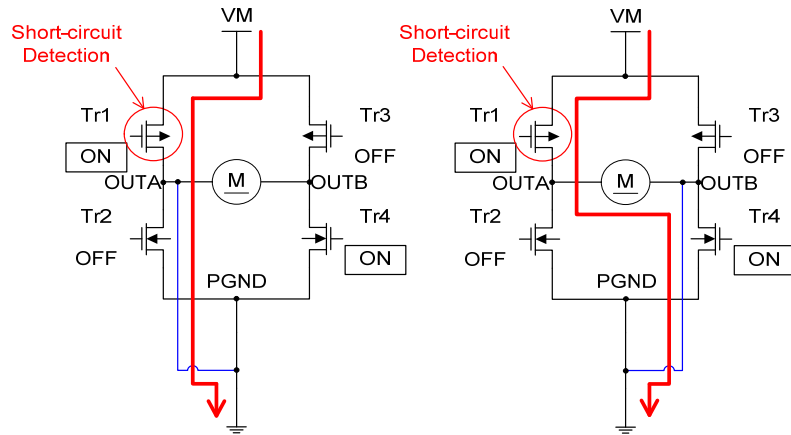 Short-circuit
Detection
VM
Tr1
ON
Tr3
OFF
OUTA
M
OUTB
Tr2
OFF
Tr4
ON
PGND
Short-circuit
Detection
VM
Tr1
ON
Tr3
OFF
OUTA
M
OUTB
Tr2
OFF
Tr4
ON
PGND